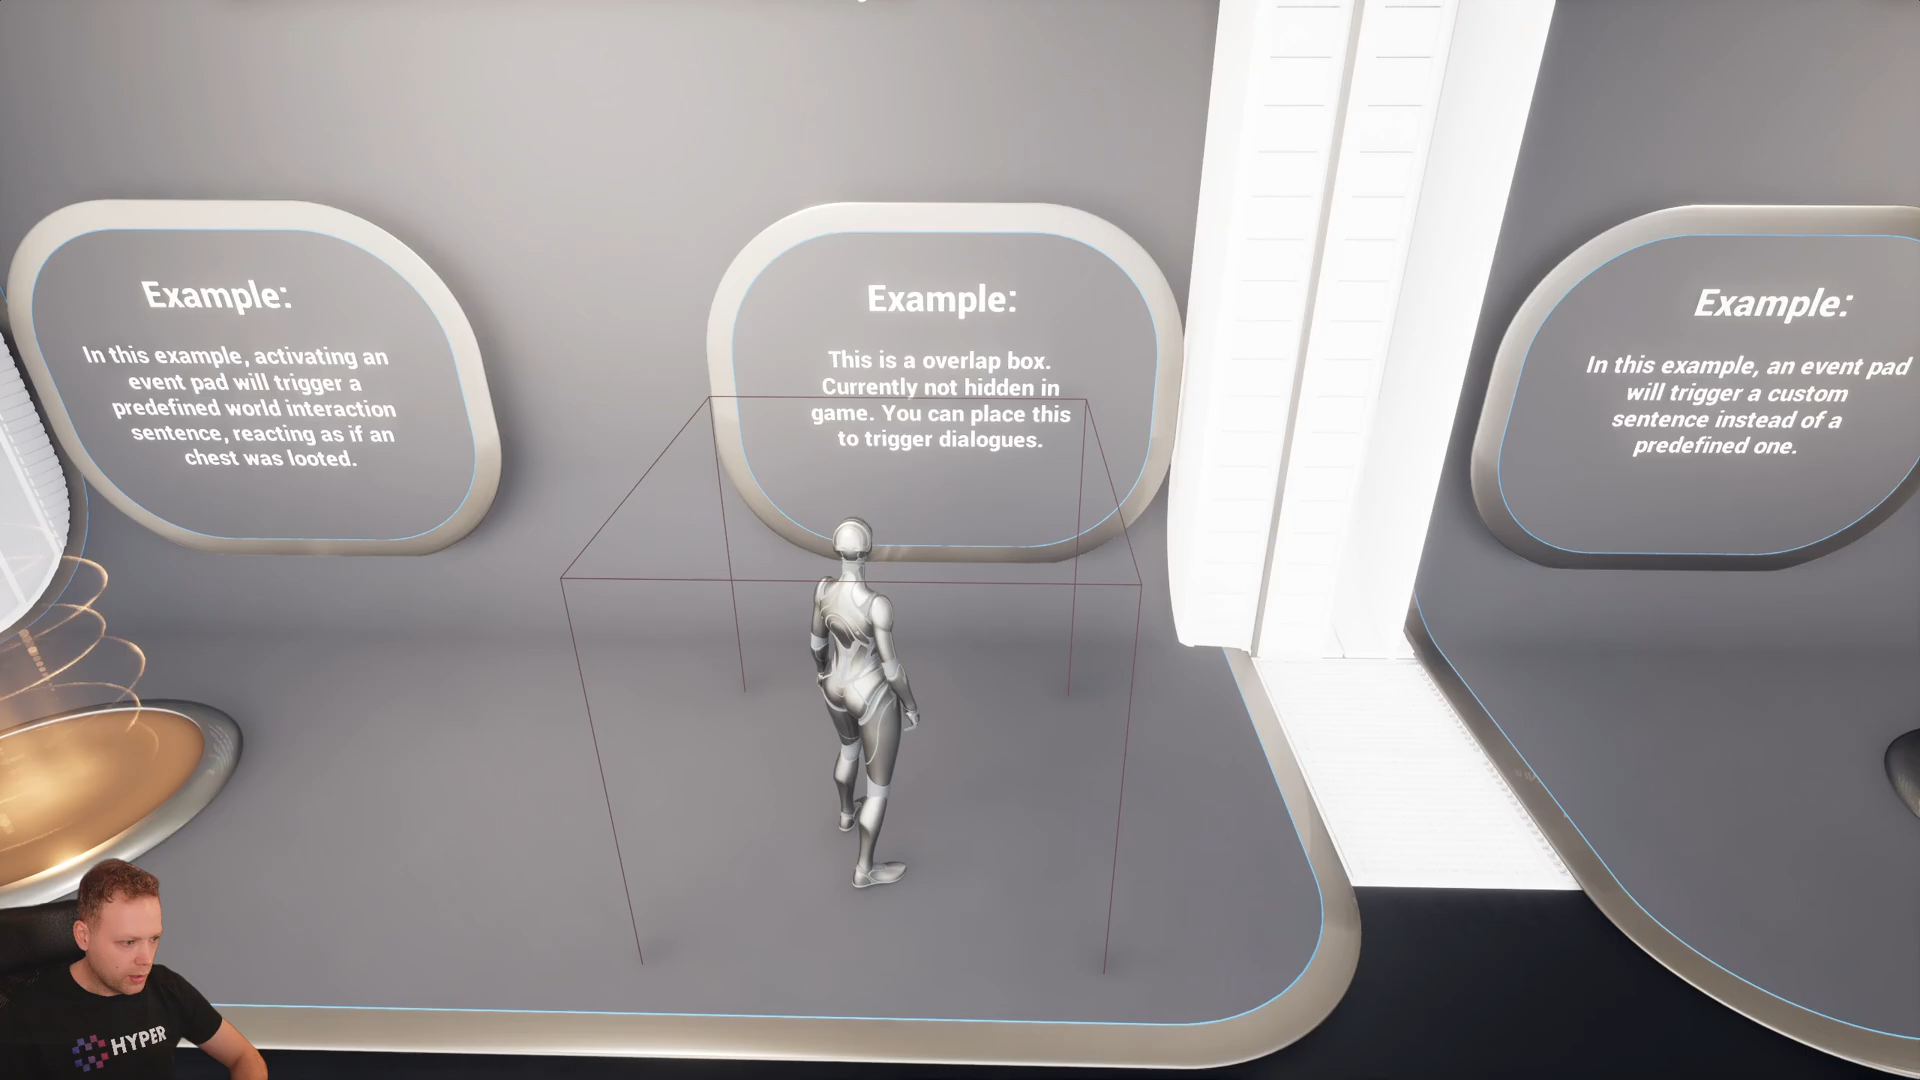 Example:
In this example, activating an
event pad will trigger a
predefined world interaction
sentence, reacting as if an
chest was looted.
Example:
This is a overlap box.
Currently not hidden in
game. You can place this
to trigger dialogues.
Example:
In this example, an event pad
will trigger a custom
sentence instead of a
predefined one.
HYPER